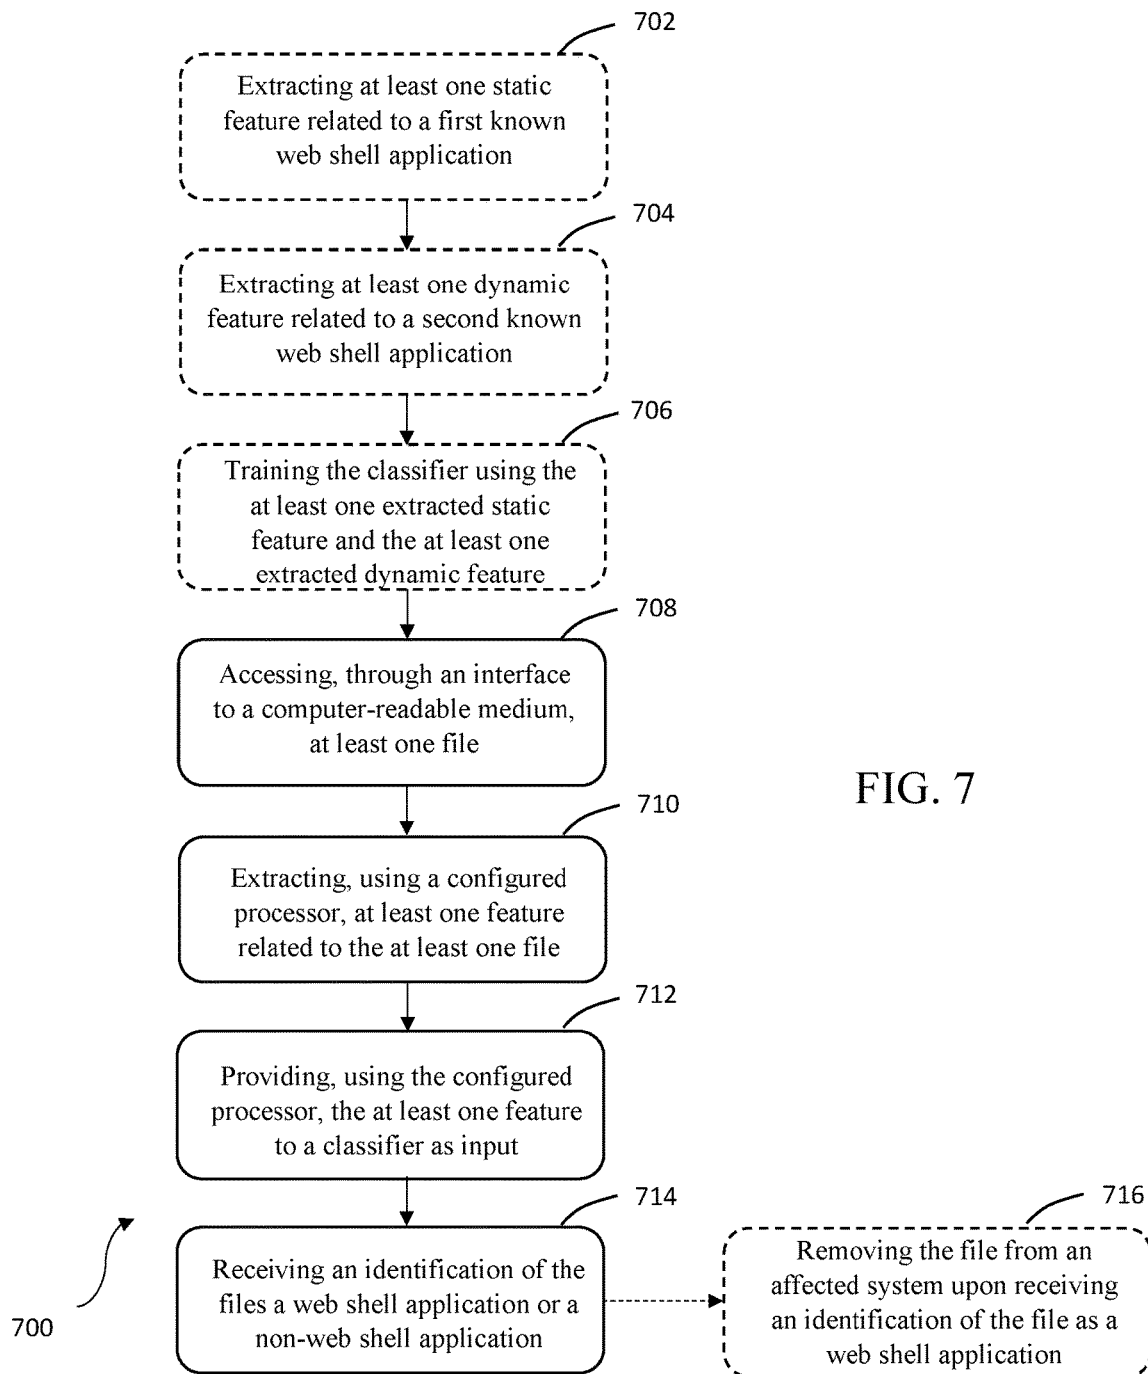 702
Extracting at least one static
feature related to a first known
web shell application
704
Extracting at least one dynamic
feature related to a second known
web shell application
706
Training the classifier using the
at least one extracted static
feature and the at least one
extracted dynamic feature
708
Accessing, through an interface
to a computer-readable medium,
at least one file
FIG. 7
710
Extracting, using a configured
processor, at least one feature
related to the at least one file
712
Providing, using the configured
processor, the at least one feature
to a classifier as input
714
Receiving an identification of the
files a web shell application or a
non-web shell application
716
Removing the file from an
affected system upon receiving
an identification of the file as a
web shell application
700